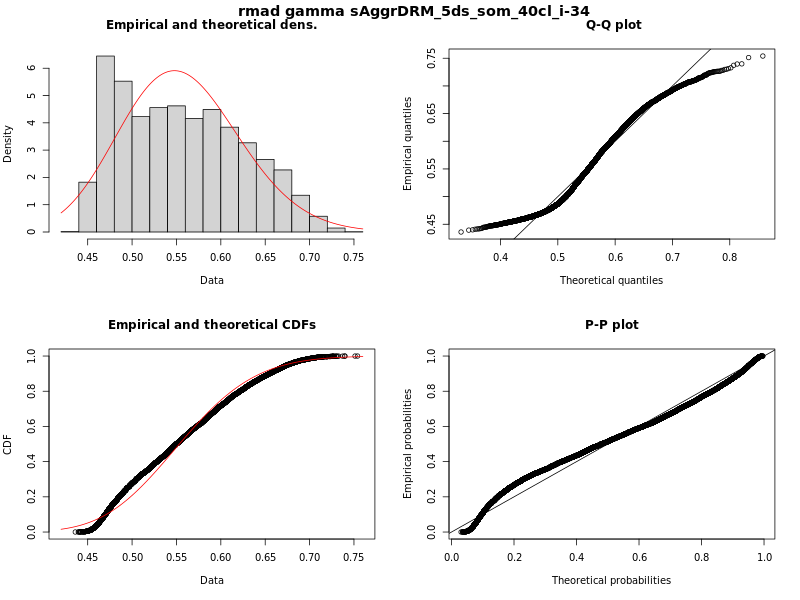 rmad gamma sAggrDRM_5ds_som_40cl_i-34
Empirical and theoretical dens.
Density
0 1 2 3 4 5 6
0.45 0.50 0.55 0.60 0.65 0.70 0.75
Data
Q-Q plot
Empirical quantiles
0.45 0.55 0.65 0.75
0.4 0.5 0.6 0.7 0.8
Theoretical quantiles
Empirical and theoretical CDFs
CDF
0.0 0.2 0.4 0.6 0.8 1.0
0.45 0.50 0.55 0.60 0.65 0.70 0.75
Data
P-P plot
Empirical probabilities
0.0 0.2 0.4 0.6 0.8 1.0
0.0 0.2 0.4 0.6 0.8 1.0
Theoretical probabilities